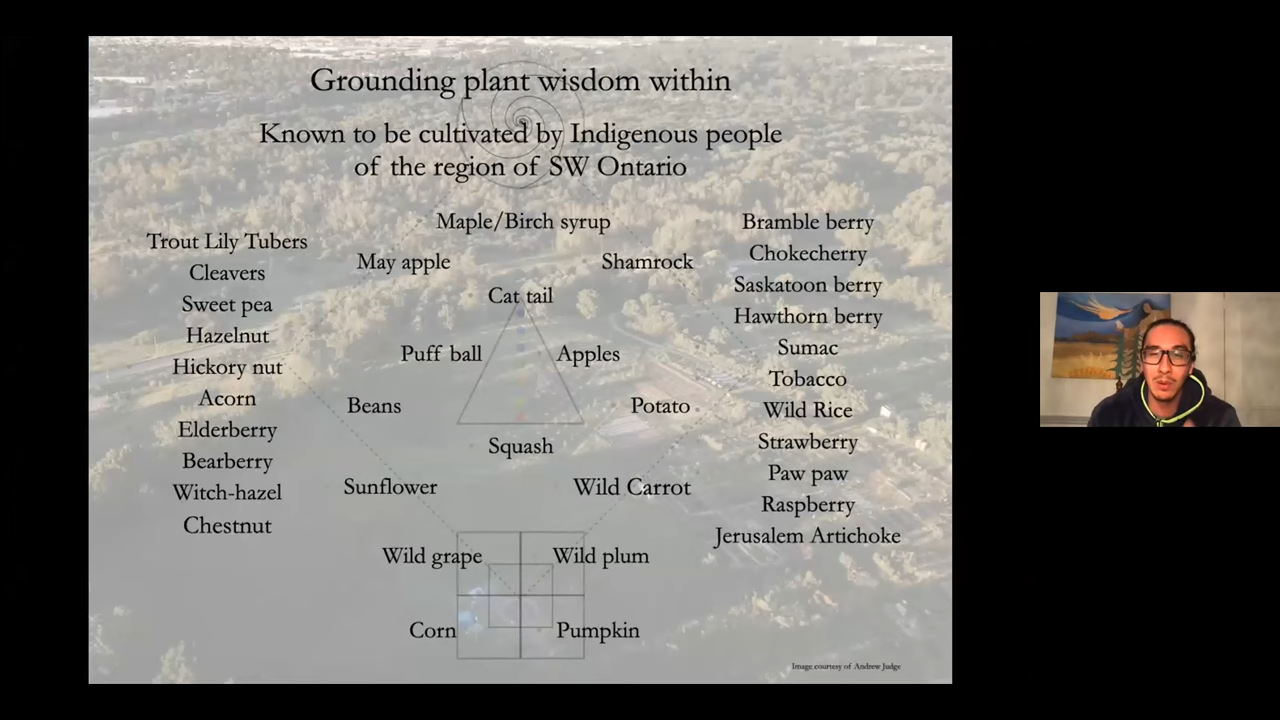 Grounding plant wisdom within
Known to be cultivated by Indigenous people
of the region of SW Ontario
Trout Lily Tubers
Cleavers
Sweet pea
Hazelnut
Hickory nut
Acorn
Elderberry
Bearberry
Witch-hazel
Chestnut
Maple/Birch syrup
May apple
Shamrock
Cat tail
Puff ball
Apples
Beans
Potato
Squash
Sunflower
Wild Carrot
Wild grape
Wild plum
Corn
Pumpkin
Bramble berry
Chokecherry
Saskatoon berry
Hawthorn berry
Sumac
Tobacco
Wild Rice
Strawberry
Paw paw
Raspberry
Jerusalem Artichoke
Image courtesy of Andrew Judge